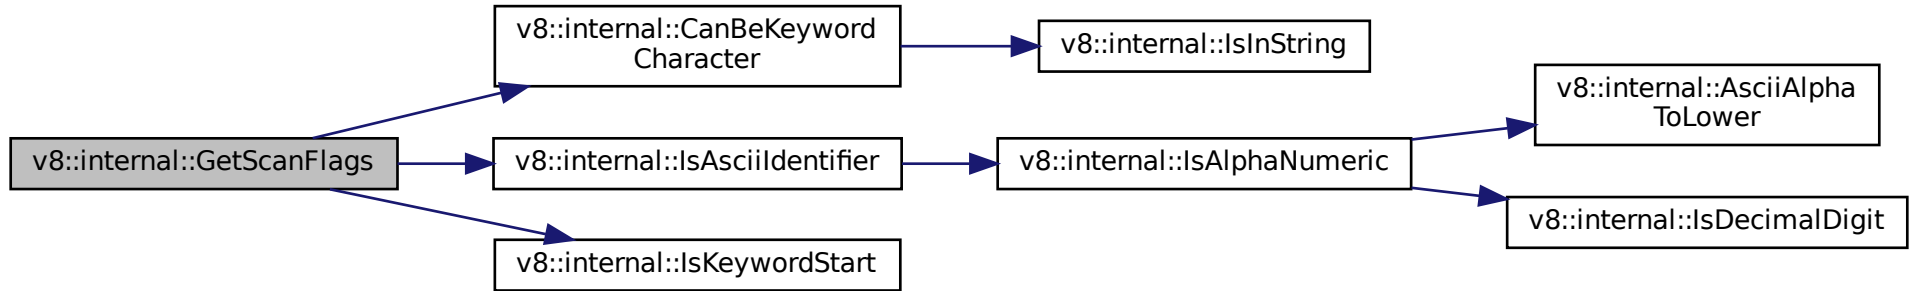 v8::internal::GetScanFlags
v8::internal::CanBeKeyword
Character
v8::internal::IsInString
v8::internal::IsAsciiIdentifier
v8::internal::IsAlphaNumeric
v8::internal::AsciiAlpha
ToLower
v8::internal::IsDecimalDigit
v8::internal::IsKeywordStart